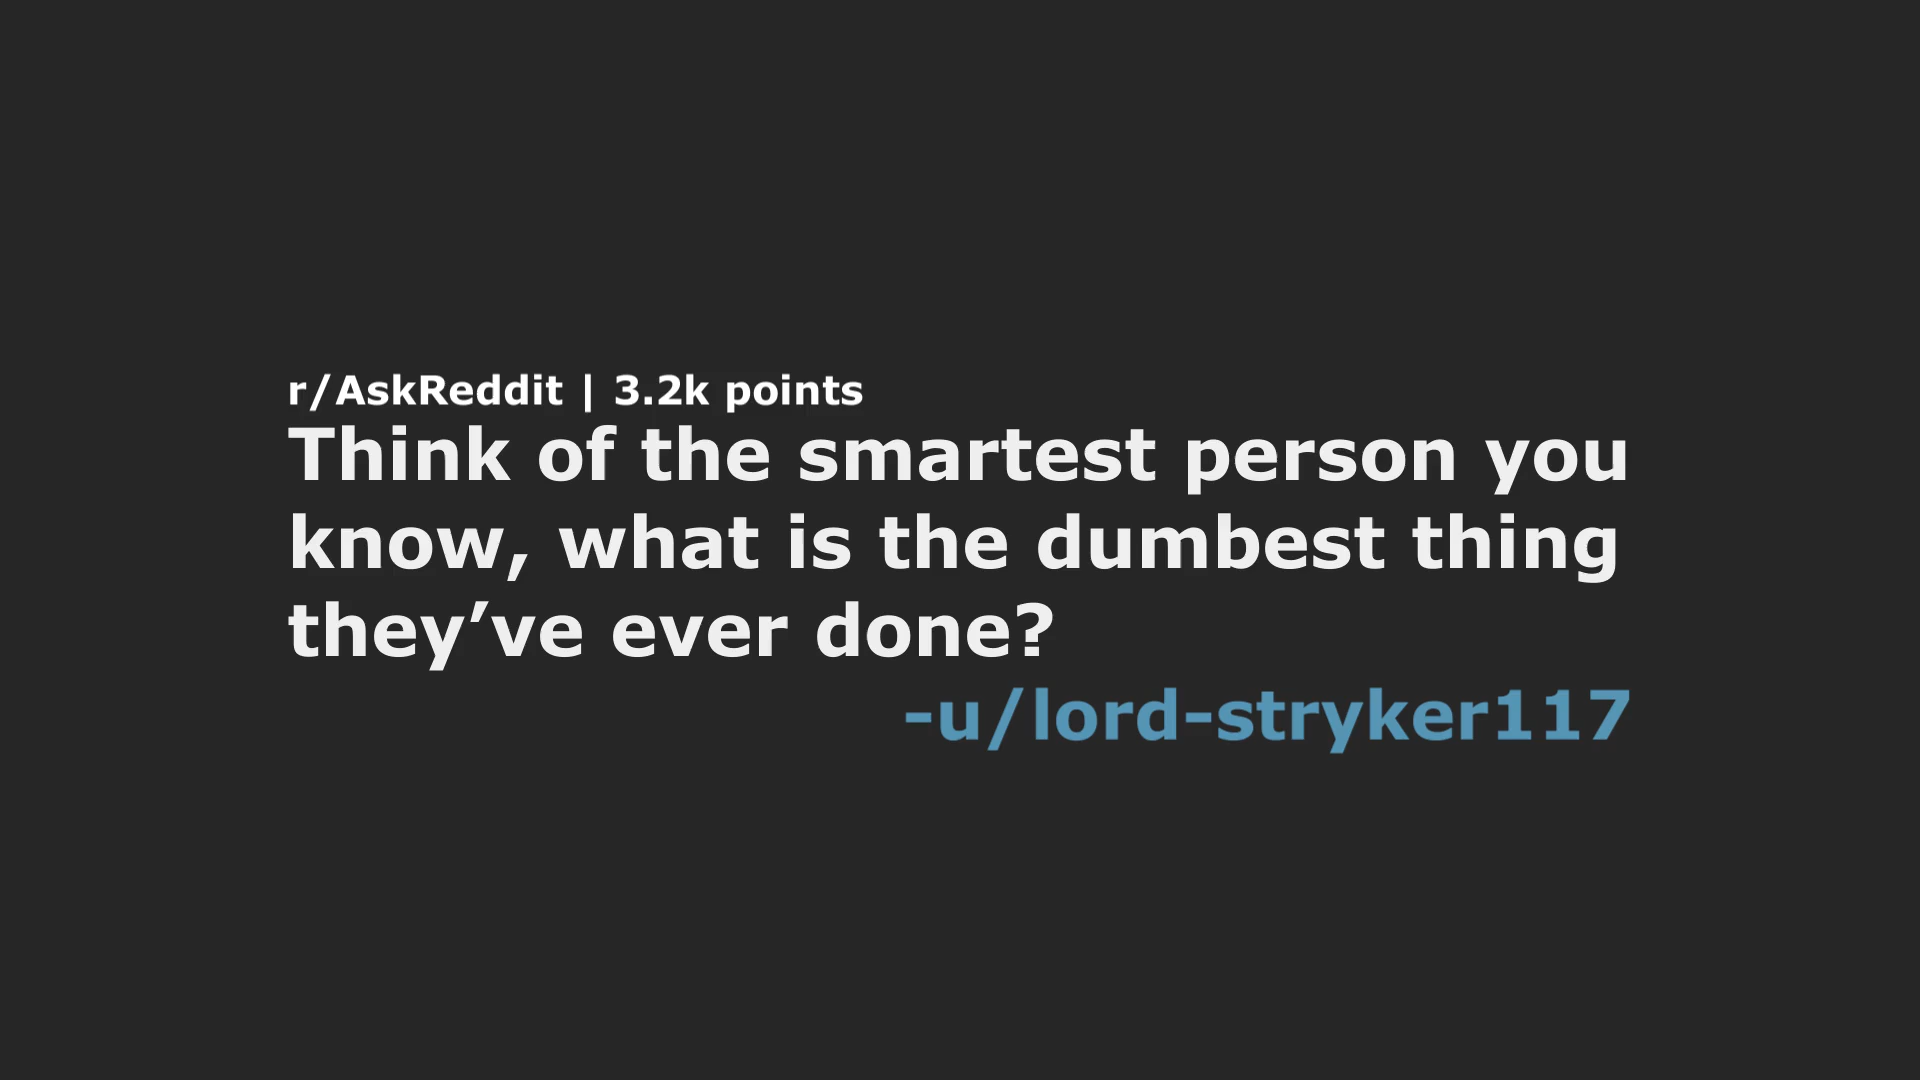 r/AskReddit | 3.2k points
Think of the smartest person you
know, what is the dumbest thing
they’ve ever done?
-u/lord-stryker117